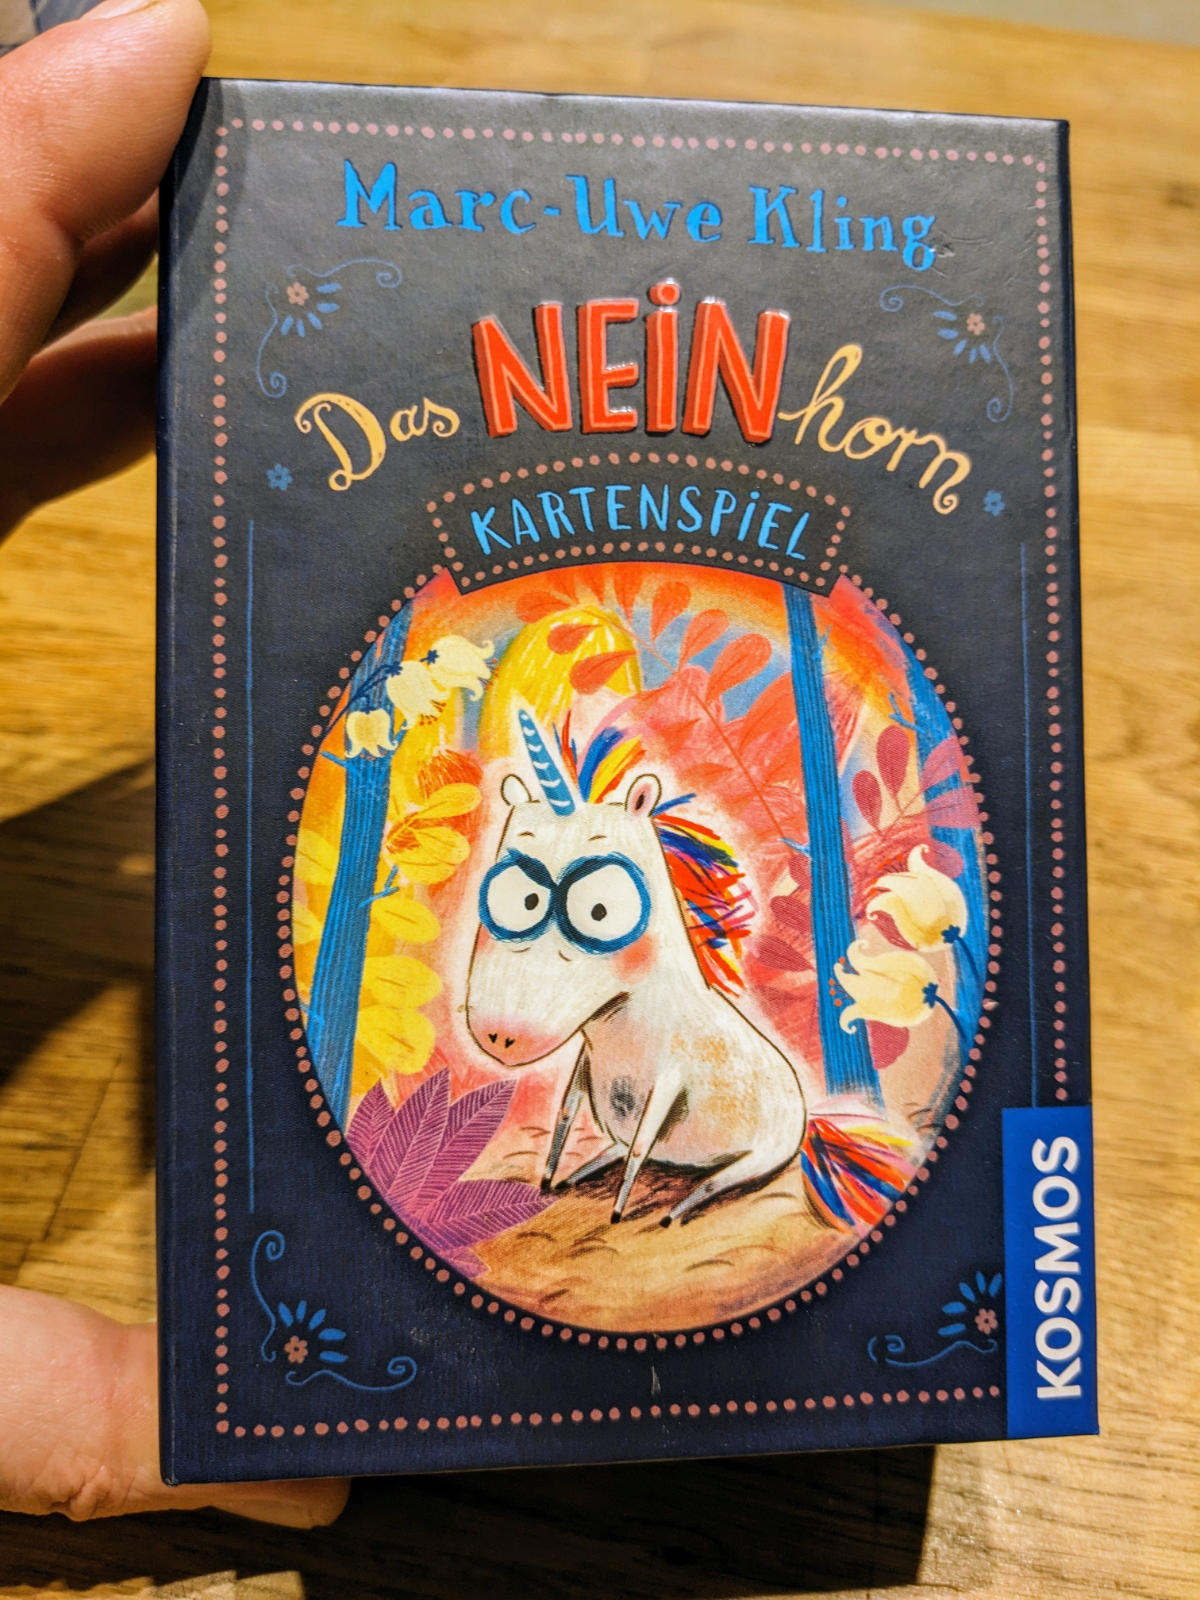 Marc-Uwe Kling
Das NEiNhorn
KARTENSPiEL
KOSMOS